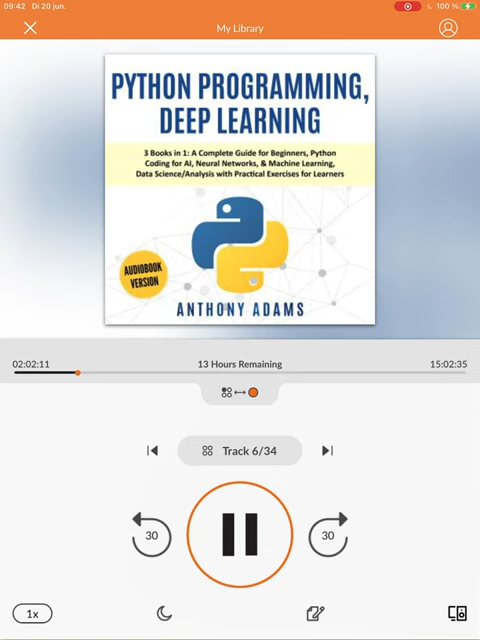 09:42 Di 20 jun.
100 %
My Library
PYTHON PROGRAMMING,
DEEP LEARNING
3 Books in 1: A Complete Guide for Beginners, Python
Coding for AI, Neural Networks, & Machine Learning,
Data Science/Analysis with Practical Exercises for Learners
AUDIOBOOK
VERSION
ANTHONY ADAMS
02:02:11
13 Hours Remaining
15:02:35
Track 6/34
30
30
1x